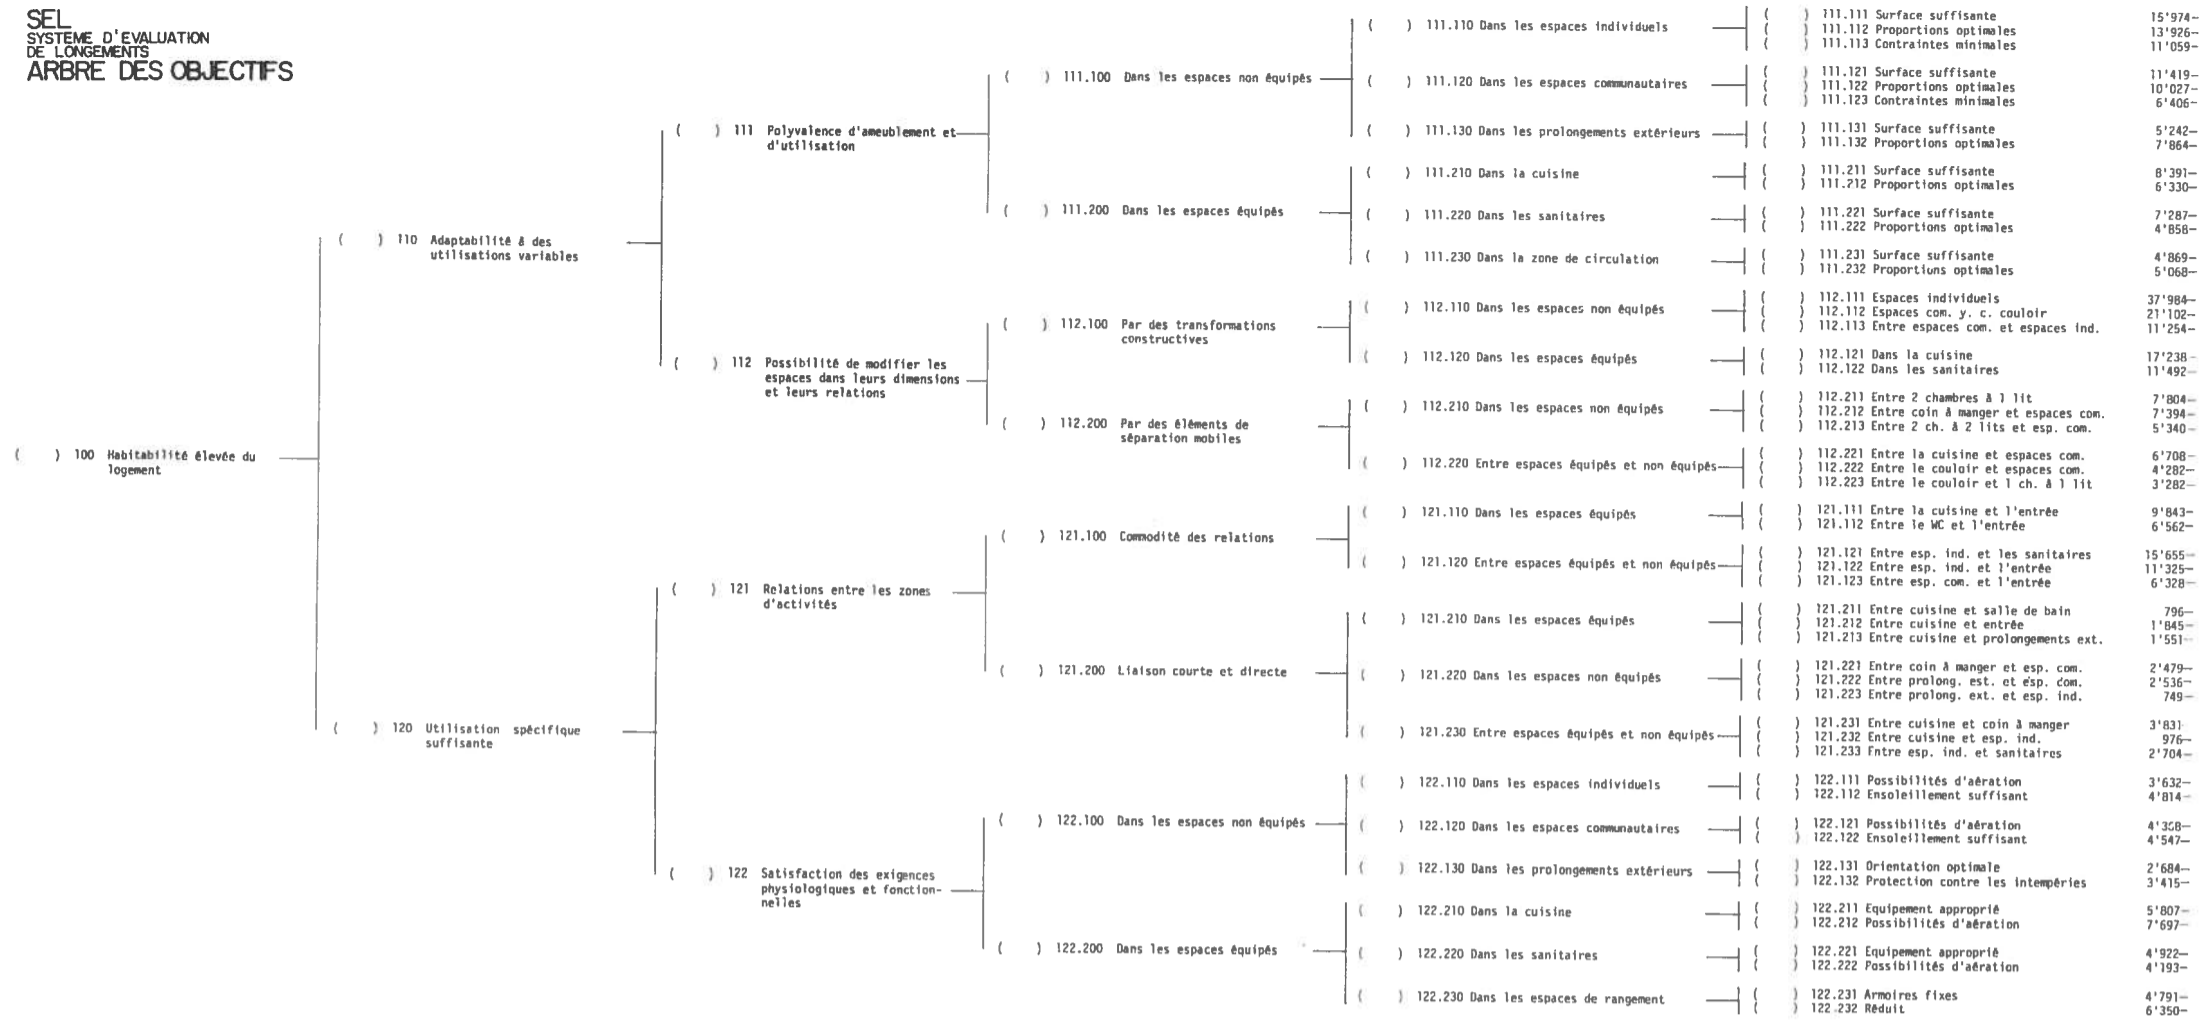 SEL
SYSTEME D'EVALUATION
DE LONGEMENTS
ARBRE DES OBJECTIFS
( ) 100 Habitabilité élevée du
logement
( ) 110 Adaptabilité à des
utilisations variables
( ) 120 Utilisation spécifique
suffisante
( ) 111 Polyvalence d'ameublement et
d'utilisation
( ) 112 Possibilité de modifier les
espaces dans leurs dimensions
et leurs relations
( ) 121 Relations entre les zones
d'activités
( ) 122 Satisfaction des exigences
physiologiques et fonction-
nelles
( ) 111.100 Dans les espaces non équipés
( ) 111.200 Dans les espaces équipés
( ) 112.100 Par des transformations
constructives
( ) 112.200 Par des éléments de
séparation mobiles
( ) 121.100 Commodité des relations
( ) 121.200 Liaison courte et directe
( ) 122.100 Dans les espaces non équipés
( ) 122.200 Dans les espaces équipés
( ) 111.110 Dans les espaces individuels
( ) 111.120 Dans les espaces communautaires
( ) 111.130 Dans les prolongements extérieurs
( ) 111.210 Dans la cuisine
( ) 111.220 Dans les sanitaires
( ) 111.230 Dans la zone de circulation
( ) 112.110 Dans les espaces non équipés
( ) 112.120 Dans les espaces équipés
( ) 112.210 Dans les espaces non équipés
( ) 112.220 Entre espaces équipés et non équipés
( ) 121.110 Dans les espaces équipés
( ) 121.120 Entre espaces équipés et non équipés
( ) 121.210 Dans les espaces équipés
( ) 121.220 Dans les espaces non équipés
( ) 121.230 Entre espaces équipés et non équipés
( ) 122.110 Dans les espaces individuels
( ) 122.120 Dans les espaces communautaires
( ) 122.130 Dans les prolongements extérieurs
( ) 122.210 Dans la cuisine
( ) 122.220 Dans les sanitaires
( ) 122.230 Dans les espaces de rangement
( ) 111.111 Surface suffisante 15'974—
( ) 111.112 Proportions optimales 13'926—
( ) 111.113 Contraintes minimales 11'059—
( ) 111.121 Surface suffisante 11'419—
( ) 111.122 Proportions optimales 10'027—
( ) 111.123 Contraintes minimales 6'406—
( ) 111.131 Surface suffisante 5'242—
( ) 111.132 Proportions optimales 7'864—
( ) 111.211 Surface suffisante 8'391—
( ) 111.212 Proportions optimales 6'330—
( ) 111.221 Surface suffisante 7'287—
( ) 111.222 Proportions optimales 4'858—
( ) 111.231 Surface suffisante 4'869—
( ) 111.232 Proportions optimales 5'068—
( ) 112.111 Espaces individuels 37'984—
( ) 112.112 Espaces com. y. c. couloir 21'102—
( ) 112.113 Entre espaces com. et espaces ind. 11'254—
( ) 112.121 Dans la cuisine 17'238—
( ) 112.122 Dans les sanitaires 11'492—
( ) 112.211 Entre 2 chambres à 1 lit 7'804—
( ) 112.212 Entre coin à manger et espaces com. 7'394—
( ) 112.213 Entre 2 ch. à 2 lits et esp. com. 5'340—
( ) 112.221 Entre la cuisine et espaces com. 6'708—
( ) 112.222 Entre le couloir et espaces com. 4'282—
( ) 112.223 Entre le couloir et 1 ch. à 1 lit 3'282—
( ) 121.111 Entre la cuisine et l'entrée 9'843—
( ) 121.112 Entre le WC et l'entrée 6'562—
( ) 121.121 Entre esp. ind. et les sanitaires 15'655—
( ) 121.122 Entre esp. ind. et l'entrée 11'325—
( ) 121.123 Entre esp. com. et l'entrée 6'328—
( ) 121.211 Entre cuisine et salle de bain 796—
( ) 121.212 Entre cuisine et entrée 1'845—
( ) 121.213 Entre cuisine et prolongements ext. 1'551—
( ) 121.221 Entre coin à manger et esp. com. 2'479—
( ) 121.222 Entre prolong. est. et esp. com. 2'536—
( ) 121.223 Entre prolong. ext. et esp. ind. 749—
( ) 121.231 Entre cuisine et coin à manger 3'831
( ) 121.232 Entre cuisine et esp. ind. 976—
( ) 121.233 Entre esp. ind. et sanitaires 2'704—
( ) 122.111 Possibilités d'aération 3'632—
( ) 122.112 Ensoleillement suffisant 4'814—
( ) 122.121 Possibilités d'aération
( ) 122.122 Ensoleillement suffisant 4'547—
( ) 122.131 Orientation optimale 2'684—
( ) 122.132 Protection contre les intempéries 3'415—
( ) 122.211 Equipement approprié 5'807—
( ) 122.212 Possibilités d'aération 7'697—
( ) 122.221 Equipement approprié 4'922—
( ) 122.222 Possibilités d'aération 4'193—
( ) 122.231 Armoires fixes 4'791—
( ) 122.232 Réduit 6'350—